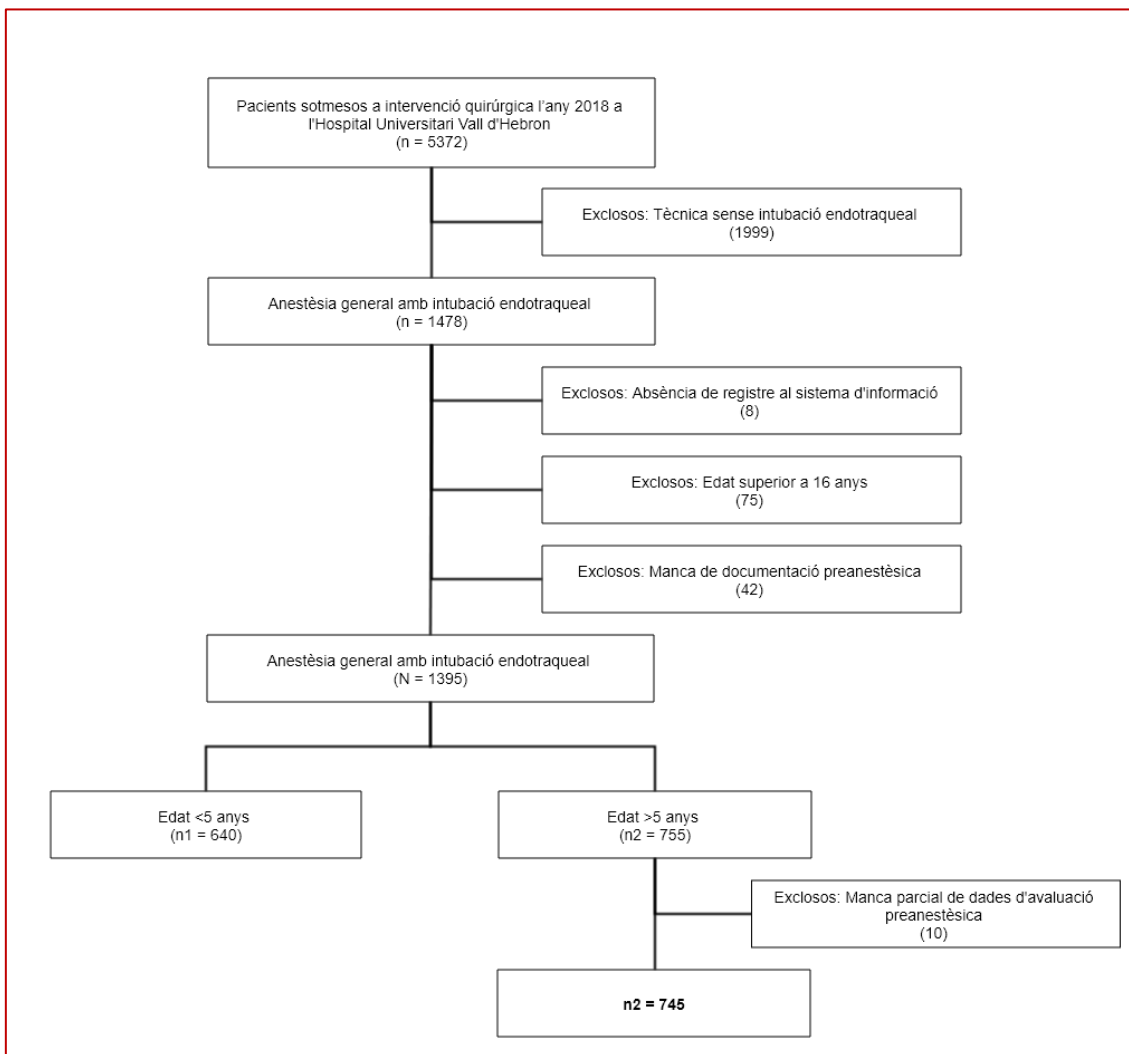 Pacients sotmesos a intervenció quirúrgica l'any 2018 a
l'Hospital Universitari Vall d'Hebron
(n = 5372)
Exclosos: Tècnica sense intubació endotraqueal
(1999)
Anestèsia general amb intubació endotraqueal
(n = 1478)
Exclosos: Absència de registre al sistema d'informació
(8)
Exclosos: Edat superior a 16 anys
(75)
Exclosos: Manca de documentació preanestèsica
(42)
Anestèsia general amb intubació endotraqueal
(N = 1395)
Edat <5 anys
(n1 = 640)
Edat >5 anys
(n2 = 755)
Exclosos: Manca parcial de dades d'avaluació
preanestèsica
(10)
n2 = 745